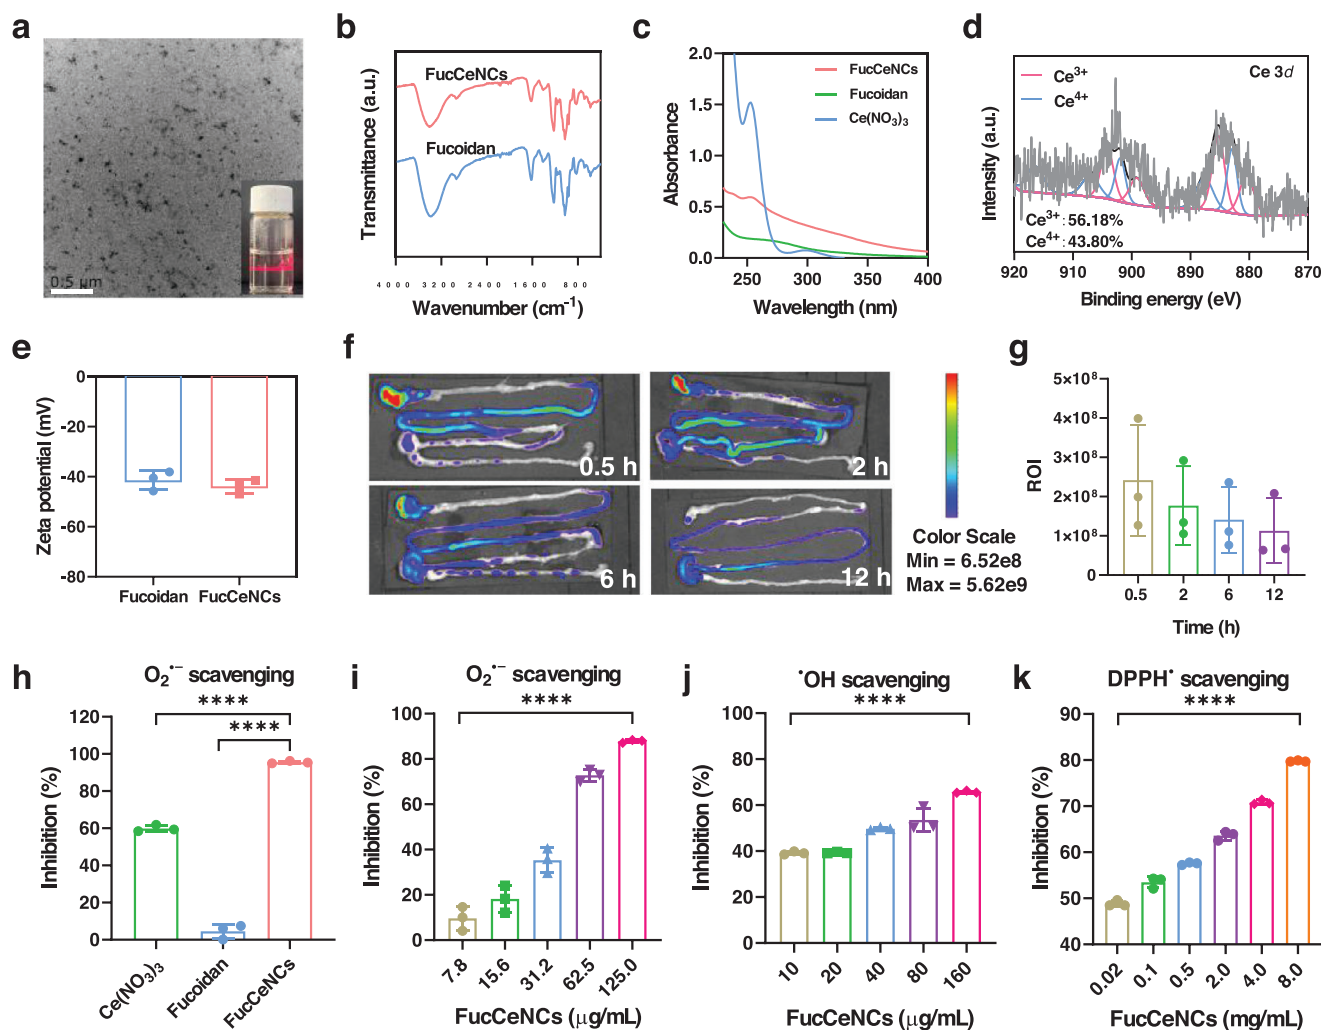 a
0.5 μm
b
Transmittance (a.u.)
FucCeNCs
Fucoidan
4000 3200 2400 1600 800
Wavenumber (cm⁻¹)
c
Absorbance
2.0
1.5
1.0
0.5
0.0
FucCeNCs
Fucoidan
Ce(NO₃)₃
250 300 350 400
Wavelength (nm)
d
Intensity (a.u.)
Ce³⁺
Ce⁴⁺
Ce 3d
Ce³⁺: 56.18%
Ce⁴⁺: 43.80%
920 910 900 890 880 870
Binding energy (eV)
e
Zeta potential (mV)
0
-20
-40
-60
-80
Fucoidan FucCeNCs
f
0.5 h
2 h
6 h
12 h
Color Scale
Min = 6.52e8
Max = 5.62e9
g
ROI
5×10⁸
4×10⁸
3×10⁸
2×10⁸
1×10⁸
0
0.5 2 6 12
Time (h)
h
O₂•⁻ scavenging
****
****
Inhibition (%)
120
100
80
60
40
20
0
Ce(NO₃)₃
Fucoidan
FucCeNCs
i
O₂•⁻ scavenging
****
Inhibition (%)
100
80
60
40
20
0
7.8 15.6 31.2 62.5 125.0
FucCeNCs (μg/mL)
j
•OH scavenging
****
Inhibition (%)
100
80
60
40
20
0
10 20 40 80 160
FucCeNCs (μg/mL)
k
DPPH• scavenging
****
Inhibition (%)
90
80
70
60
50
40
0.02 0.1 0.5 2.0 4.0 8.0
FucCeNCs (mg/mL)